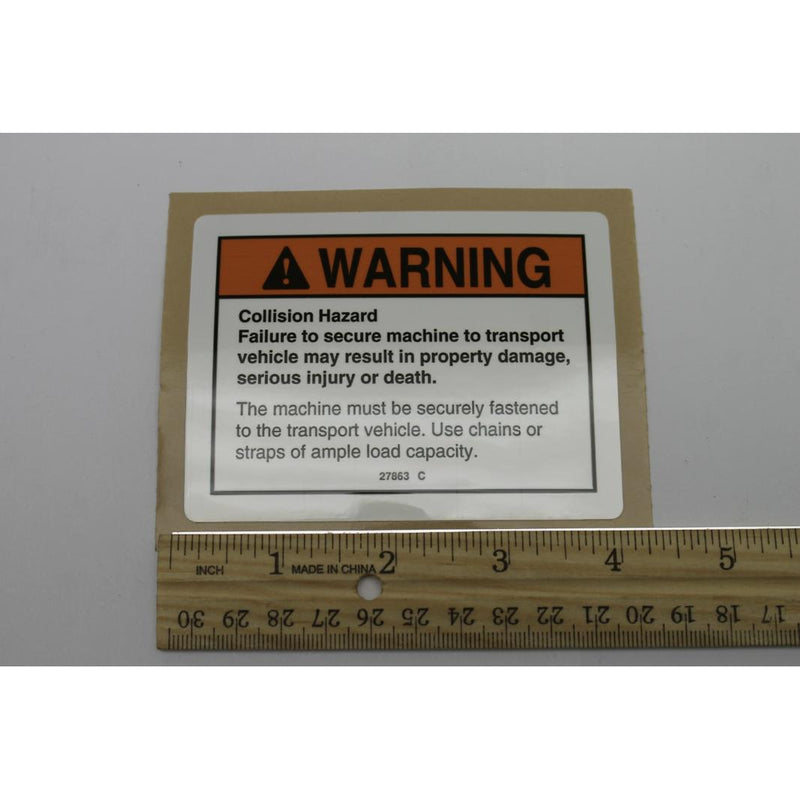 WARNING
Collision Hazard
Failure to secure machine to transport
vehicle may result in property damage,
serious injury or death.
The machine must be securely fastened
to the transport vehicle. Use chains or
straps of ample load capacity.
27863 C
1 2 3 4 5
INCH MADE IN CHINA
30 29 28 27 26 25 24 23 22 21 20 19 18 17